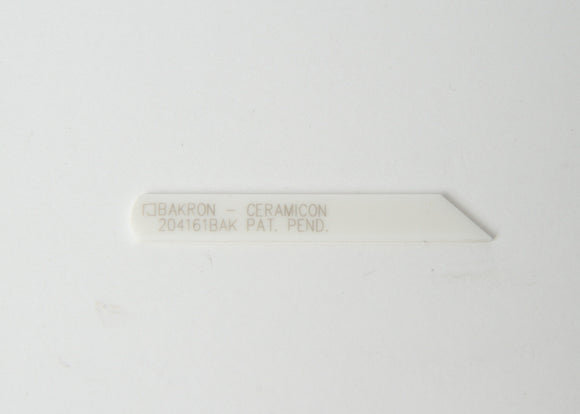 BAKRON - CERAMICON
204161BAK PAT. PEND.